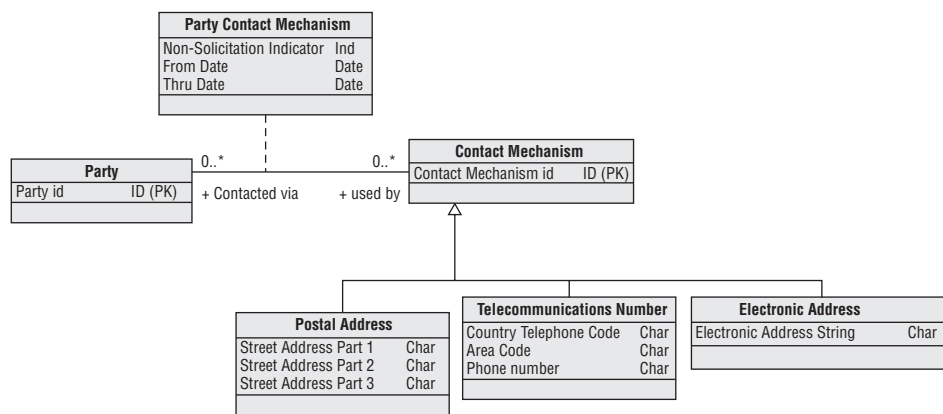 Party Contact Mechanism
Non-Solicitation Indicator Ind
From Date Date
Thru Date Date
Party
Party id ID (PK)
0..*
+ Contacted via
0..*
+ used by
Contact Mechanism
Contact Mechanism id ID (PK)
Postal Address
Street Address Part 1 Char
Street Address Part 2 Char
Street Address Part 3 Char
Telecommunications Number
Country Telephone Code Char
Area Code Char
Phone number Char
Electronic Address
Electronic Address String Char